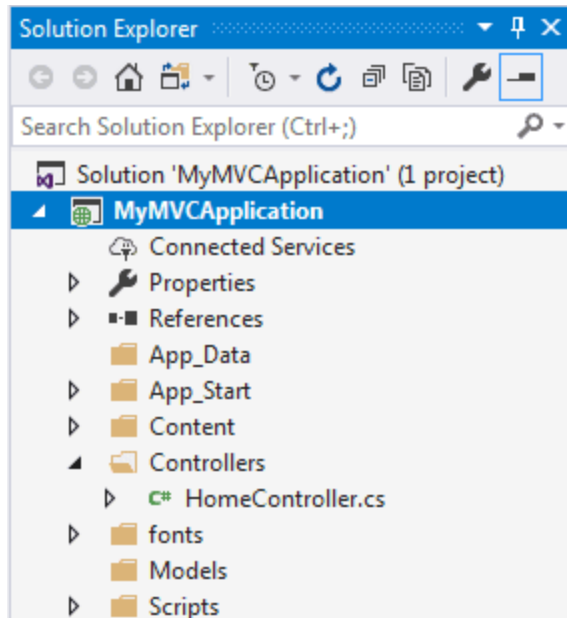 Solution Explorer
Search Solution Explorer (Ctrl+;)
Solution 'MyMVCApplication' (1 project)
MyMVCApplication
Connected Services
Properties
References
App_Data
App_Start
Content
Controllers
C# HomeController.cs
fonts
Models
Scripts